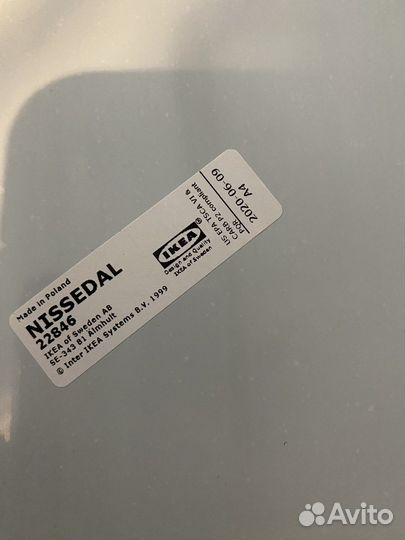 Made in Poland
NISSEDAL
22846
IKEA of Sweden AB
SE-343 81 Älmhult
© Inter IKEA Systems B.V. 1999
IKEA
®
Design and Quality
IKEA of Sweden
US EPA TSCA VI &
CARB P2 compliant
PQR
2020-06-09
A4
Avito